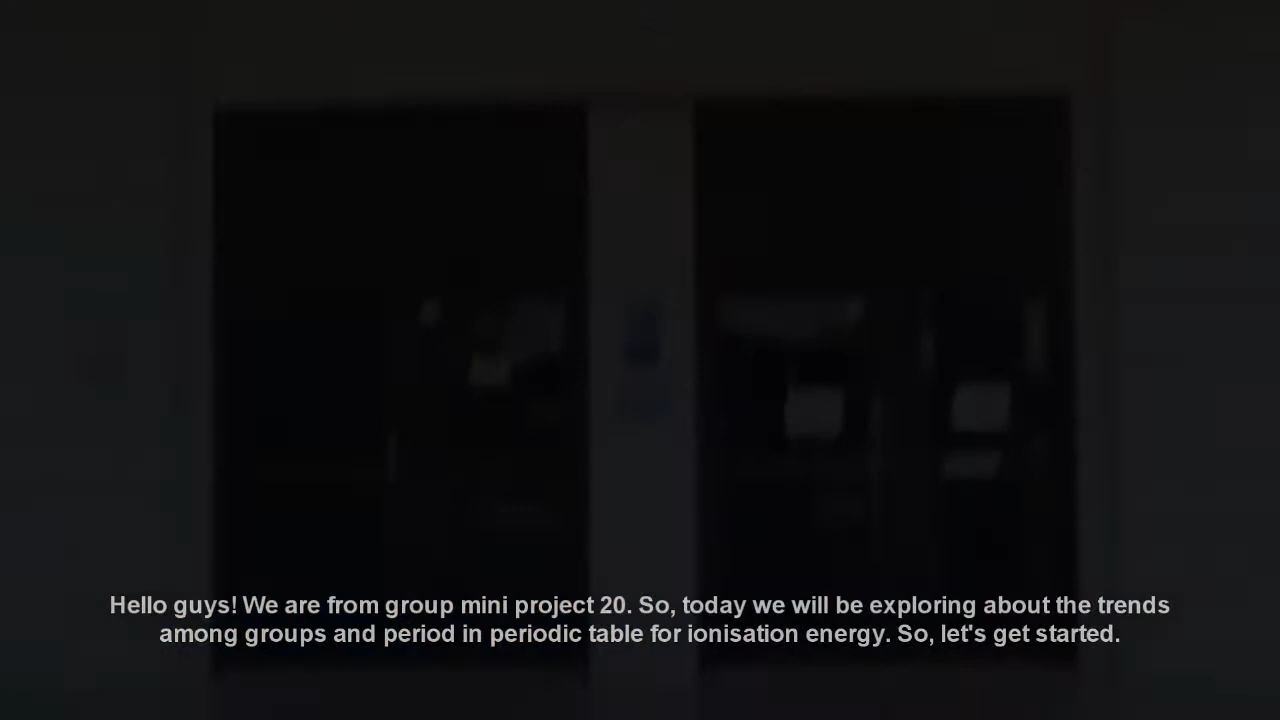 Hello guys! We are from group mini project 20. So, today we will be exploring about the trends
among groups and period in periodic table for ionisation energy. So, let's get started.